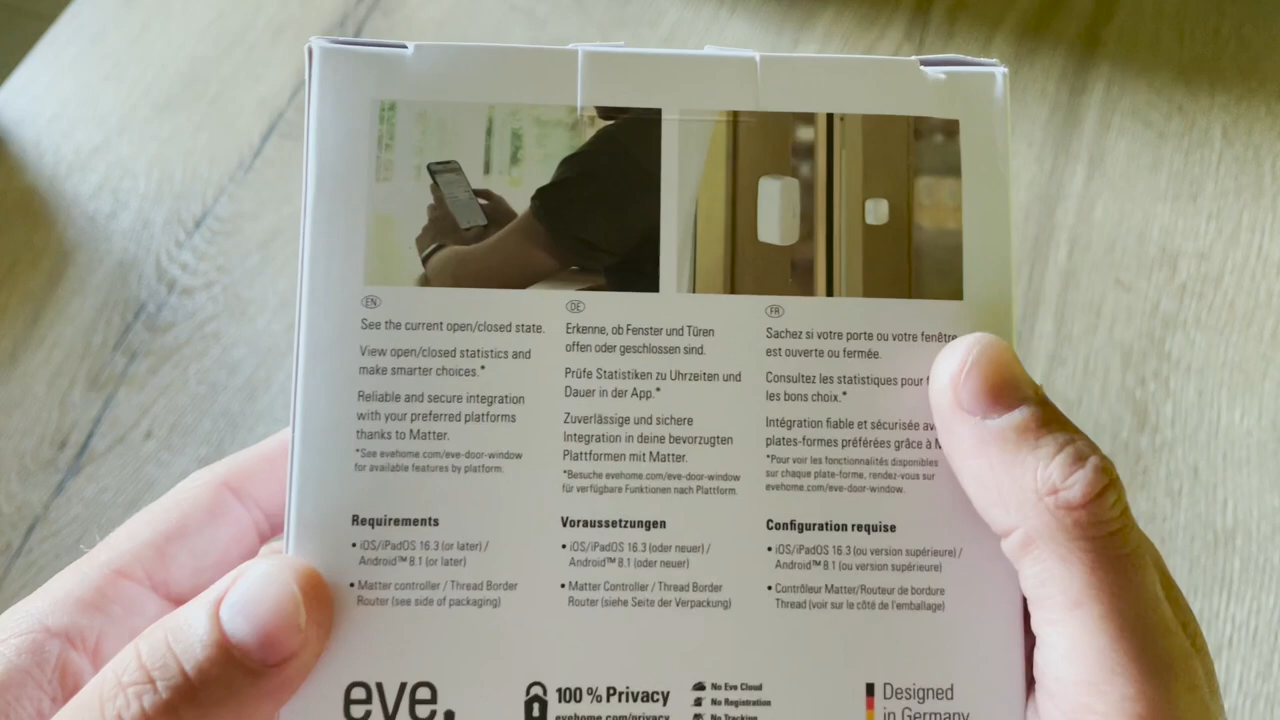 EN
See the current open/closed state.
View open/closed statistics and
make smarter choices.*
Reliable and secure integration
with your preferred platforms
thanks to Matter.
*See evehome.com/eve-door-window
for available features by platform.
Requirements
• iOS/iPadOS 16.3 (or later) /
Android™ 8.1 (or later)
• Matter controller / Thread Border
Router (see side of packaging)
DE
Erkenne, ob Fenster und Türen
offen oder geschlossen sind.
Prüfe Statistiken zu Uhrzeiten und
Dauer in der App.*
Zuverlässige und sichere
Integration in deine bevorzugten
Plattformen mit Matter.
*Besuche evehome.com/eve-door-window
für verfügbare Funktionen nach Plattform.
Voraussetzungen
• iOS/iPadOS 16.3 (oder neuer) /
Android™ 8.1 (oder neuer)
• Matter Controller / Thread Border
Router (siehe Seite der Verpackung)
FR
Sachez si votre porte ou votre fenêtre
est ouverte ou fermée.
Consultez les statistiques pour
les bons choix.*
Intégration fiable et sécurisée
plates-formes préférées grâce à
*Pour voir les fonctionnalités disponibles
sur chaque plate-forme, rendez-vous sur
evehome.com/eve-door-window.
Configuration requise
• iOS/iPadOS 16.3 (ou version supérieure) /
Android™ 8.1 (ou version supérieure)
• Contrôleur Matter/Routeur de bordure
Thread (voir sur le côté de l'emballage)
eve.
100 % Privacy
evehome.com/privacy
No Eve Cloud
No Registration
No Tracking
Designed
in Germany